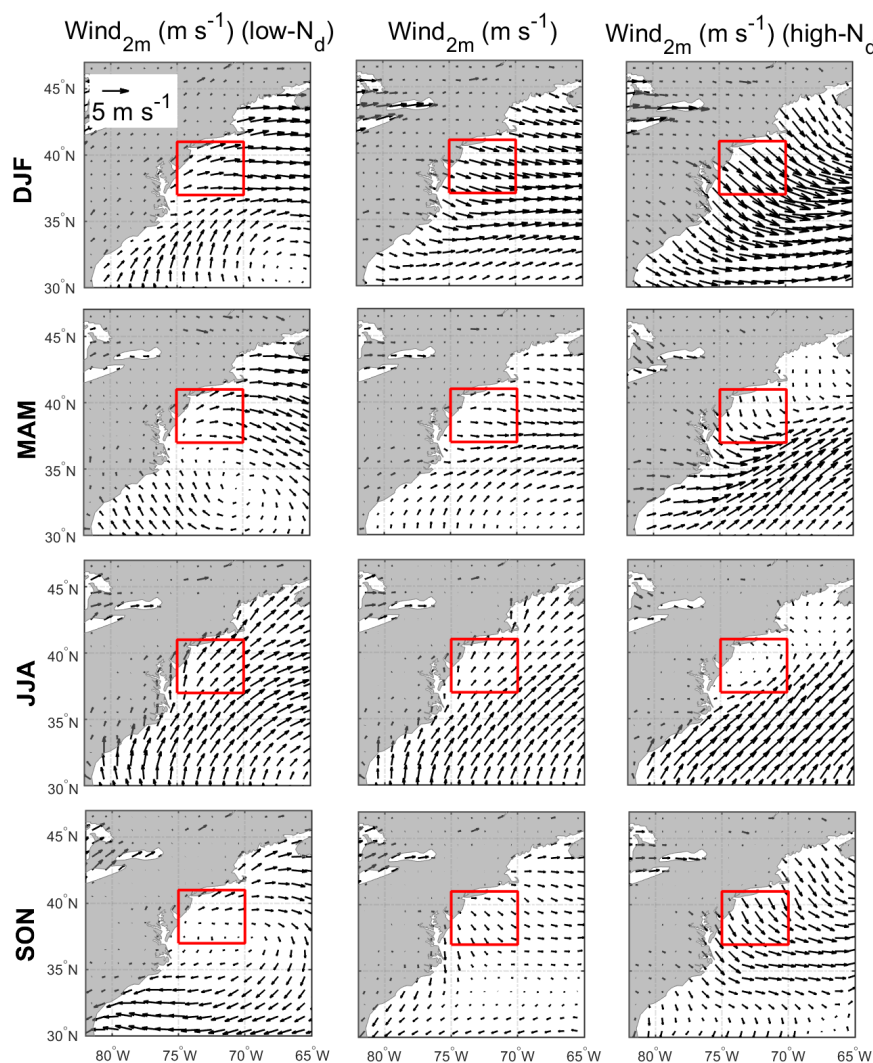 Wind2m (m s-1) (low-Nd) Wind2m (m s-1) Wind2m (m s-1) (high-Nd
DJF
45°N
5 m s-1
40°N
35°N
30°N
MAM
45°N
40°N
35°N
30°N
JJA
45°N
40°N
35°N
30°N
SON
45°N
40°N
35°N
30°N
80°W 75°W 70°W 65°W 80°W 75°W 70°W 65°W 80°W 75°W 70°W 65°W